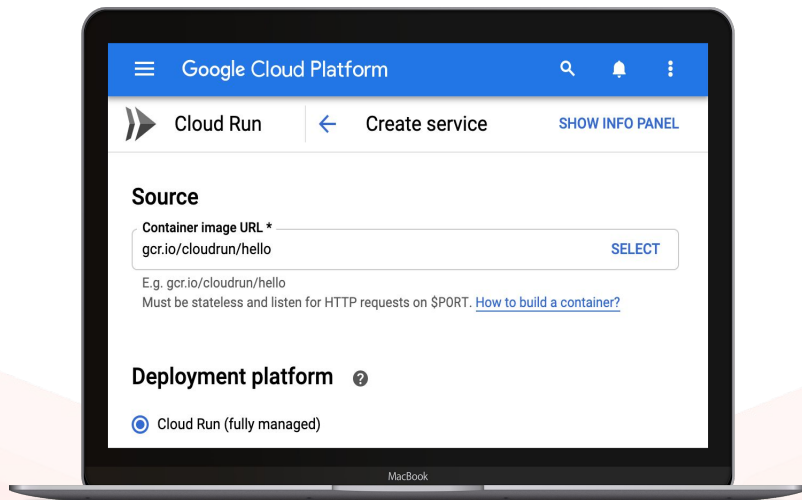 Google Cloud Platform
Cloud Run
Create service
SHOW INFO PANEL
Source
Container image URL *
gcr.io/cloudrun/hello
SELECT
E.g. gcr.io/cloudrun/hello
Must be stateless and listen for HTTP requests on $PORT. How to build a container?
Deployment platform
?
Cloud Run (fully managed)
MacBook